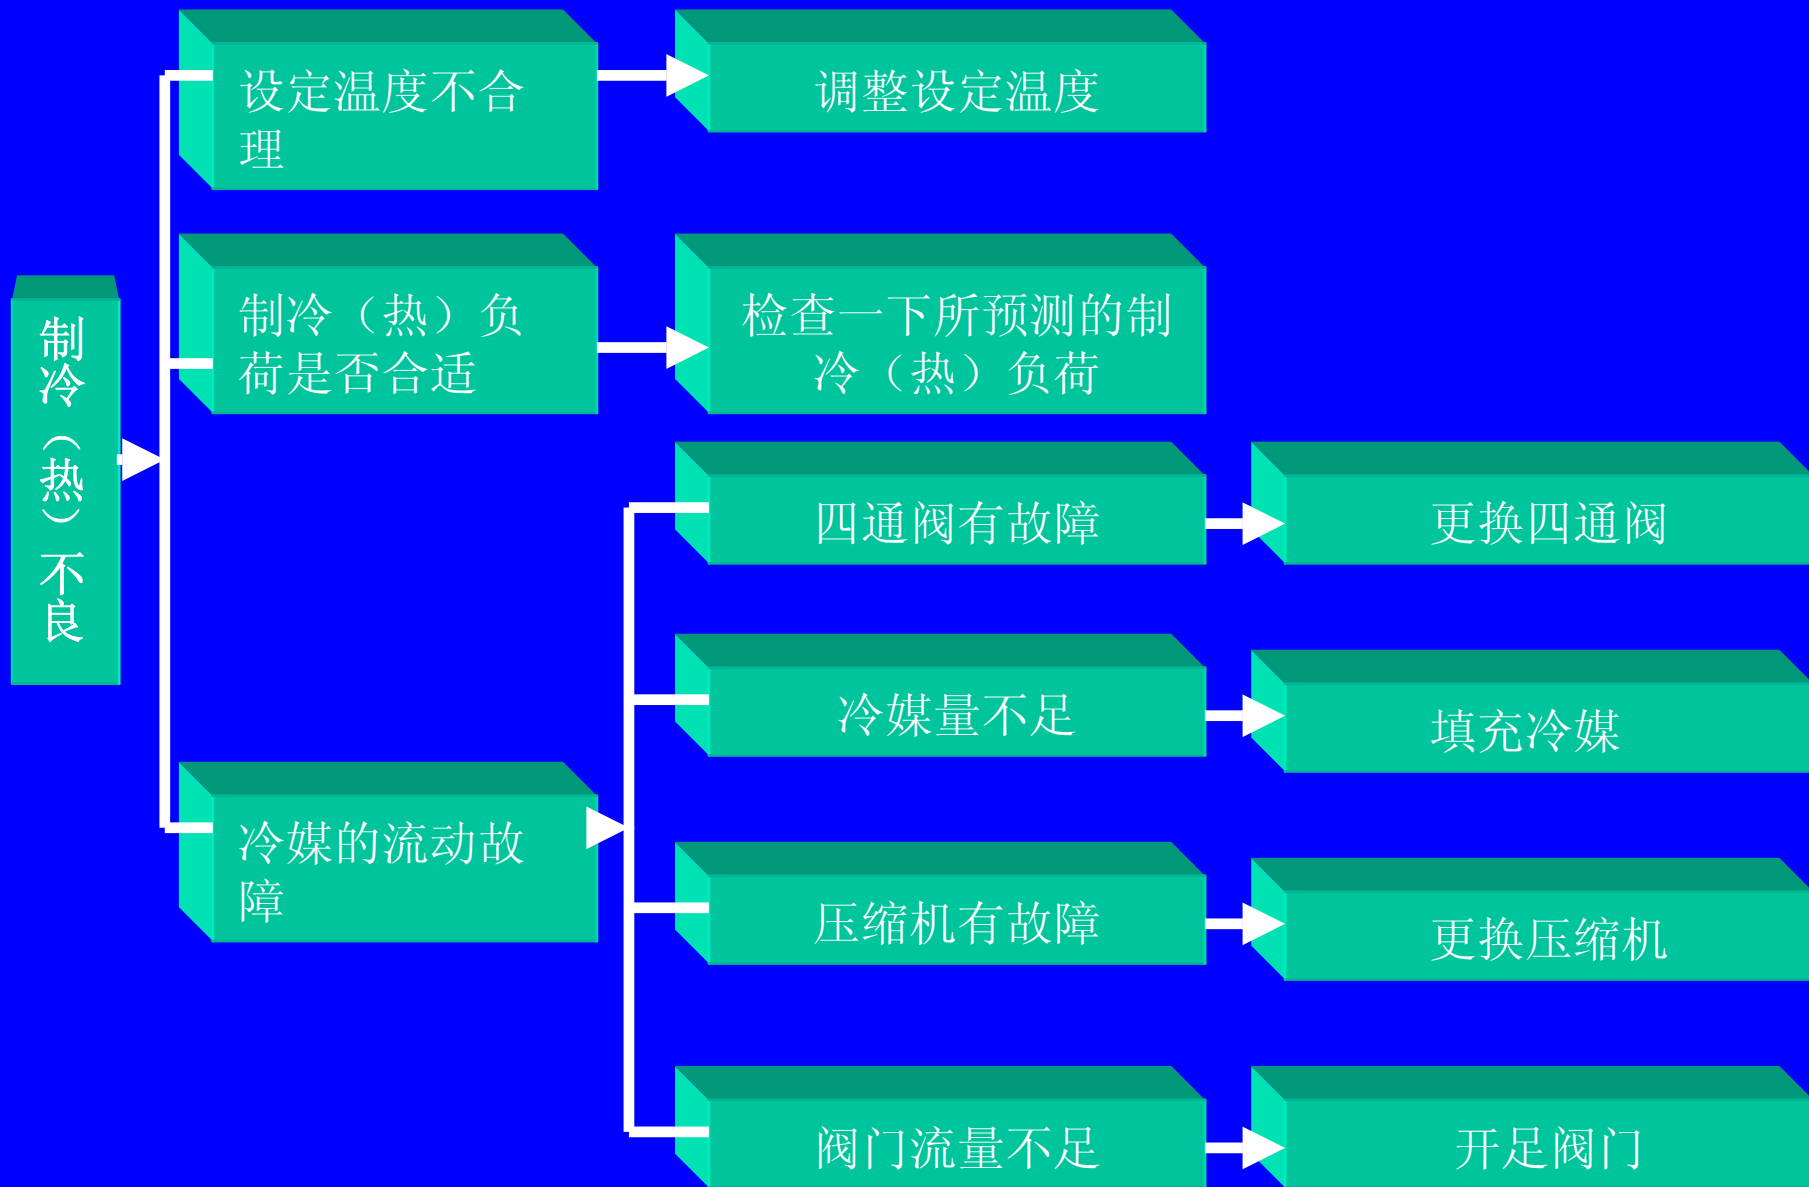 制冷（热）不良
设定温度不合
理
调整设定温度
制冷（热）负
荷是否合适
检查一下所预测的制
冷（热）负荷
冷媒的流动故
障
四通阀有故障
更换四通阀
冷媒量不足
填充冷媒
压缩机有故障
更换压缩机
阀门流量不足
开足阀门